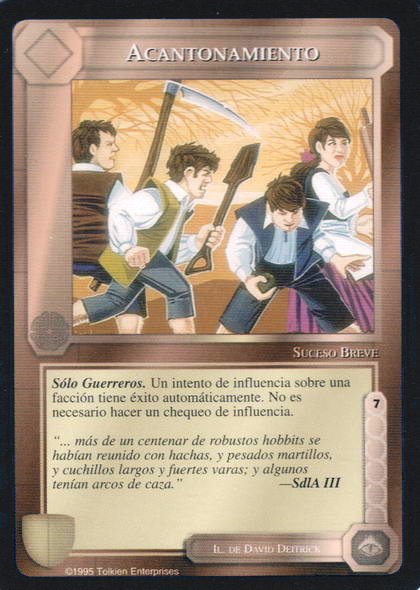 ACANTONAMIENTO
SUCESO BREVE
Sólo Guerreros. Un intento de influencia sobre una
facción tiene éxito automáticamente. No es
necesario hacer un chequeo de influencia.
7
“... más de un centenar de robustos hobbits se
habían reunido con hachas, y pesados martillos,
y cuchillos largos y fuertes varas; y algunos
tenían arcos de caza.” —SdlA III
IL. DE DAVID DEITRICK
©1995 Tolkien Enterprises